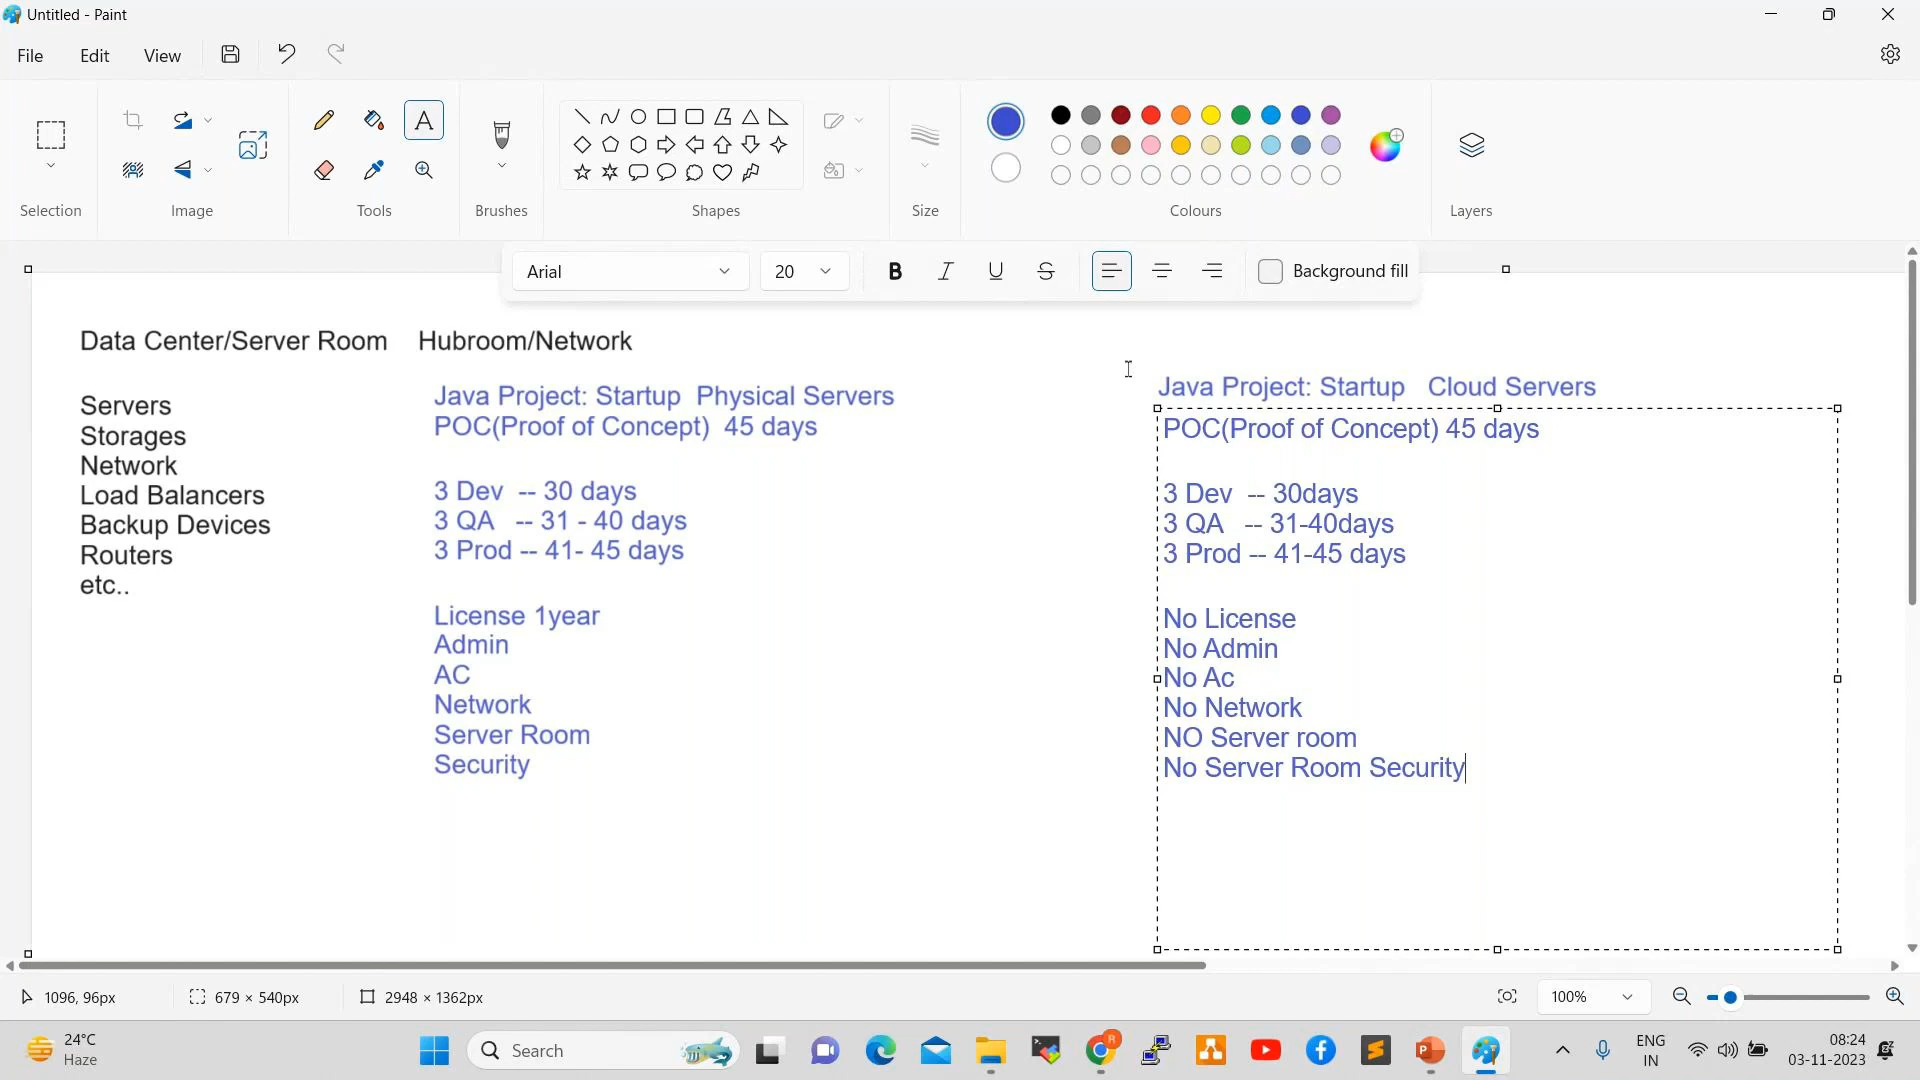 Untitled - Paint
File Edit View
Selection Image Tools Brushes Shapes Size Colours Layers
Arial 20 B I U S Background fill
Data Center/Server Room Hubroom/Network
Servers
Storages
Network
Load Balancers
Backup Devices
Routers
etc..
Java Project: Startup Physical Servers
POC(Proof of Concept) 45 days
3 Dev -- 30 days
3 QA -- 31 - 40 days
3 Prod -- 41- 45 days
License 1year
Admin
AC
Network
Server Room
Security
Java Project: Startup Cloud Servers
POC(Proof of Concept) 45 days
3 Dev -- 30days
3 QA -- 31-40days
3 Prod -- 41-45 days
No License
No Admin
No Ac
No Network
NO Server room
No Server Room Security
1096, 96px 679 × 540px 2948 × 1362px 100%
24°C
Haze
Search
R
ENG
IN
08:24
03-11-2023